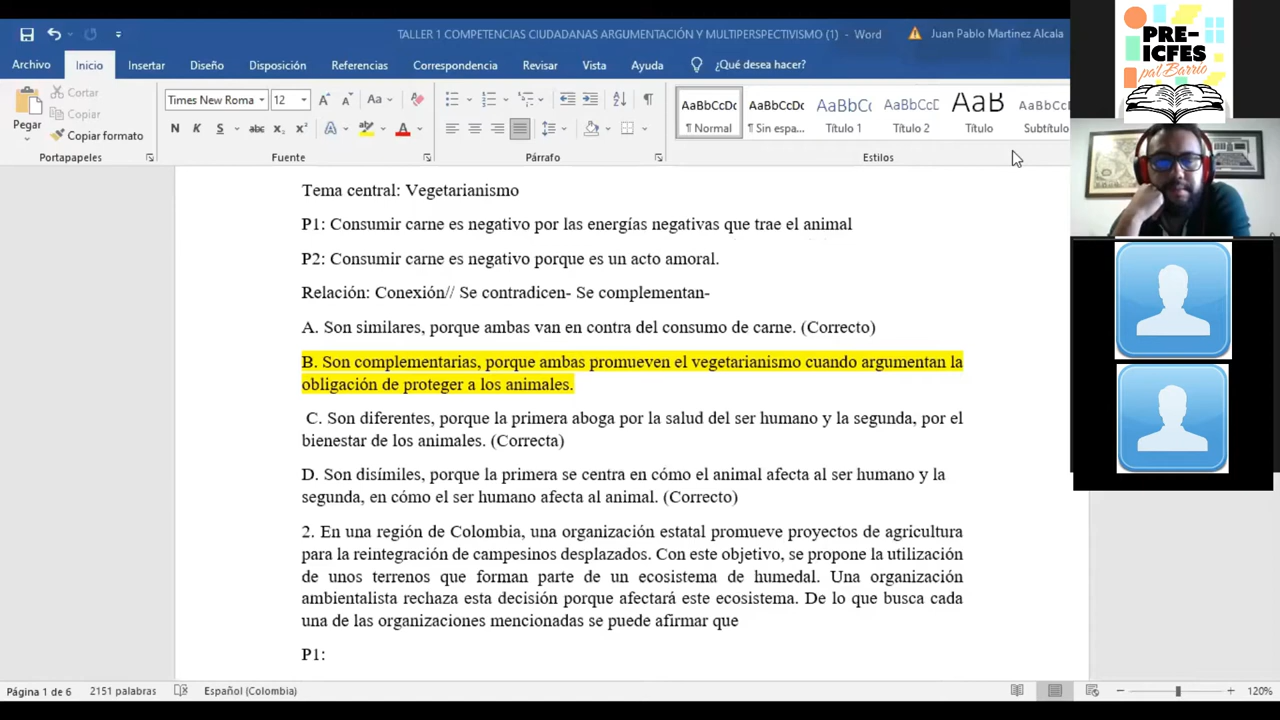 TALLER 1 COMPETENCIAS CIUDADANAS ARGUMENTACIÓN Y MULTIPERSPECTIVISMO (1) - Word
Juan Pablo Martinez Alcala
PRE-
ICFES
pa'l Barrio
Archivo Inicio Insertar Diseño Disposición Referencias Correspondencia Revisar Vista Ayuda ¿Qué desea hacer?
Pegar
Cortar
Copiar
Copiar formato
Portapapeles
Times New Roma 12
Aa
N K S abc x₂ x² A A
Fuente
Párrafo
AaBbCcDc AaBbCcDc AaBbCc AaBbCcD AaB AaBbCcD
¶ Normal ¶ Sin espa... Título 1 Título 2 Título Subtítulo
Estilos
Tema central: Vegetarianismo
P1: Consumir carne es negativo por las energías negativas que trae el animal
P2: Consumir carne es negativo porque es un acto amoral.
Relación: Conexión// Se contradicen- Se complementan-
A. Son similares, porque ambas van en contra del consumo de carne. (Correcto)
B. Son complementarias, porque ambas promueven el vegetarianismo cuando argumentan la
obligación de proteger a los animales.
C. Son diferentes, porque la primera aboga por la salud del ser humano y la segunda, por el
bienestar de los animales. (Correcta)
D. Son disímiles, porque la primera se centra en cómo el animal afecta al ser humano y la
segunda, en cómo el ser humano afecta al animal. (Correcto)
2. En una región de Colombia, una organización estatal promueve proyectos de agricultura
para la reintegración de campesinos desplazados. Con este objetivo, se propone la utilización
de unos terrenos que forman parte de un ecosistema de humedal. Una organización
ambientalista rechaza esta decisión porque afectará este ecosistema. De lo que busca cada
una de las organizaciones mencionadas se puede afirmar que
P1:
Página 1 de 6 2151 palabras Español (Colombia) 120%